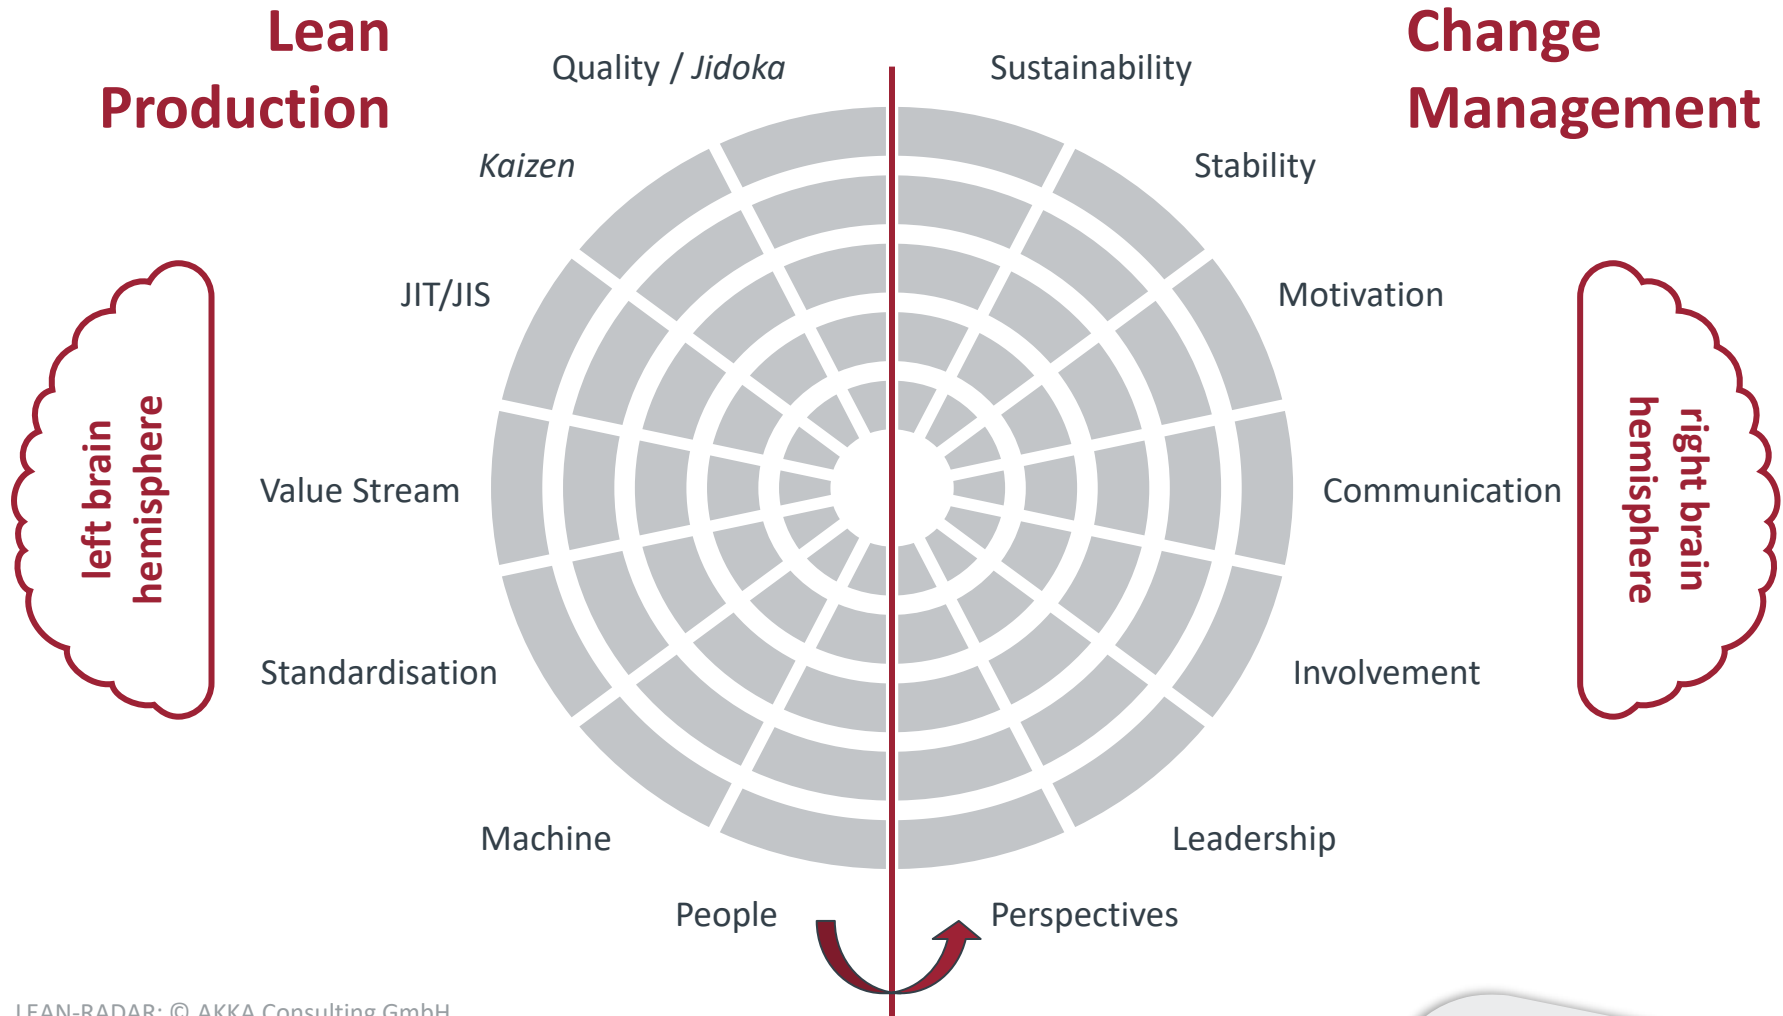 Lean
Production
Change
Management
Quality / Jidoka
Sustainability
Kaizen
Stability
JIT/JIS
Motivation
left brain
hemisphere
Value Stream
Communication
right brain
hemisphere
Standardisation
Involvement
Machine
Leadership
People
Perspectives
LEAN-RADAR: © AKKA Consulting GmbH